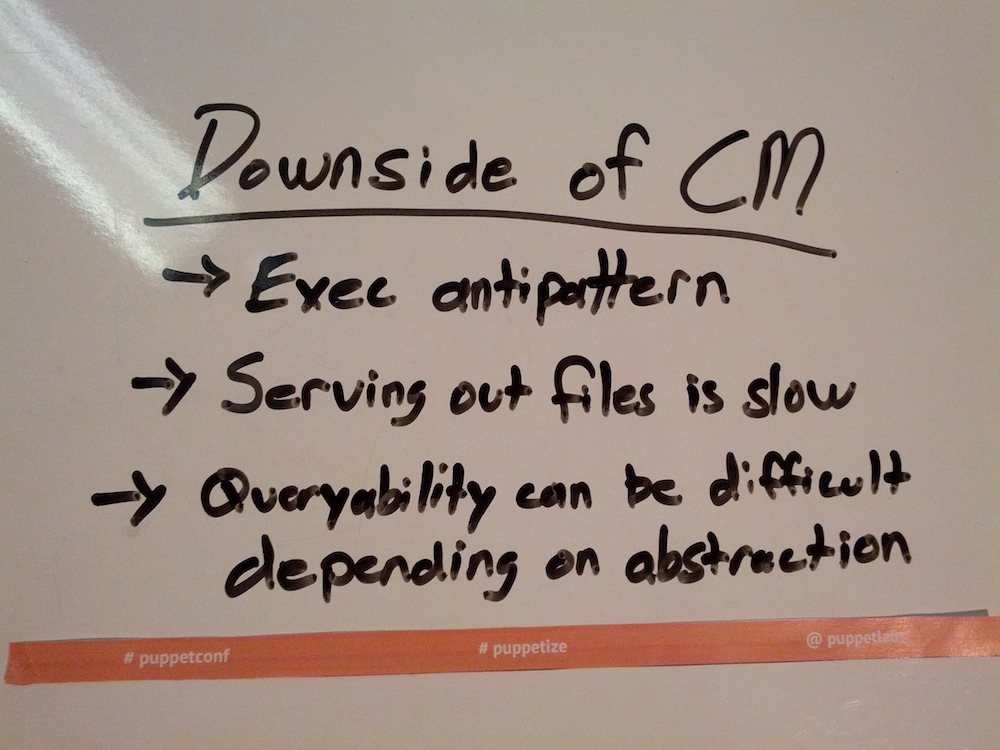 Downside of CM
→ Exec antipattern
→ Serving out files is slow
→ Queryability can be difficult
depending on abstraction
# puppetconf # puppetize @ puppetlabs